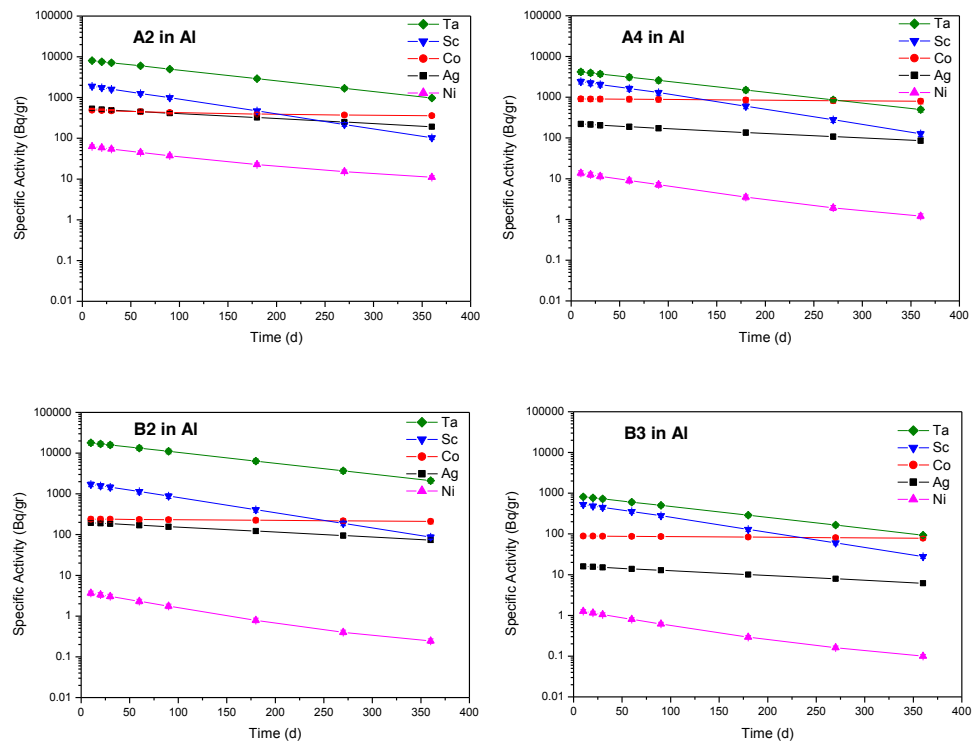 A2 in Al
Ta
Sc
Co
Ag
Ni
100000
10000
1000
100
10
1
0.1
0.01
Specific Activity (Bq/gr)
0 50 100 150 200 250 300 350 400
Time (d)
A4 in Al
Ta
Sc
Co
Ag
Ni
100000
10000
1000
100
10
1
0.1
0.01
Specific Activity (Bq/gr)
0 50 100 150 200 250 300 350 400
Time (d)
B2 in Al
Ta
Sc
Co
Ag
Ni
100000
10000
1000
100
10
1
0.1
0.01
Specific Activity (Bq/gr)
0 50 100 150 200 250 300 350 400
Time (d)
B3 in Al
Ta
Sc
Co
Ag
Ni
100000
10000
1000
100
10
1
0.1
0.01
Specific Activity (Bq/gr)
0 50 100 150 200 250 300 350 400
Time (d)